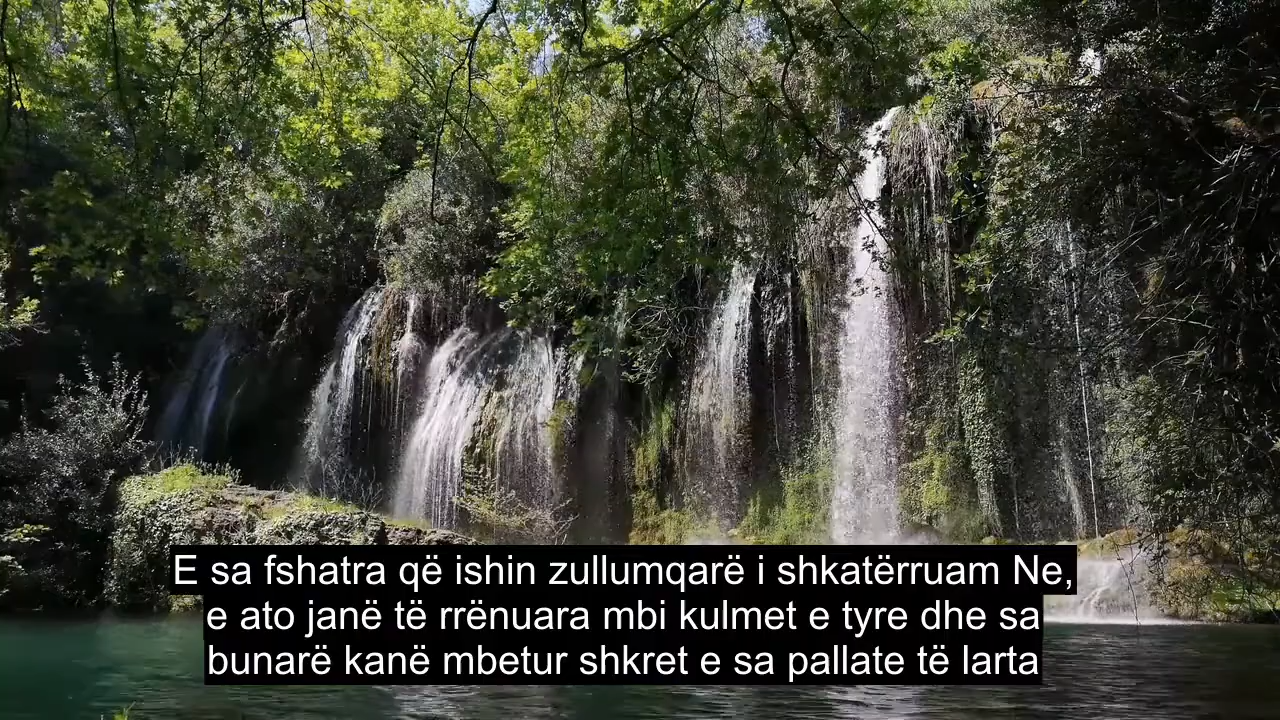 E sa fshatra që ishin zullumqarë i shkatërruam Ne,
e ato janë të rrënuara mbi kulmet e tyre dhe sa
bunarë kanë mbetur shkret e sa pallate të larta